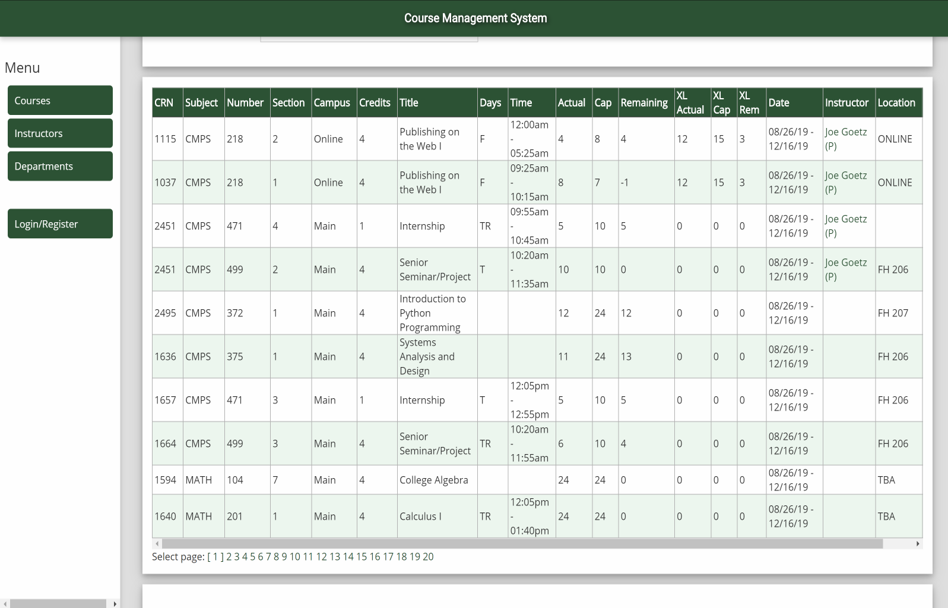 Course Management System
Menu
Courses
Instructors
Departments
Login/Register
CRN Subject Number Section Campus Credits Title Days Time Actual Cap Remaining XL Actual XL Cap XL Rem Date Instructor Location
1115 CMPS 218 2 Online 4 Publishing on the Web I F 12:00am - 05:25am 4 8 4 12 15 3 08/26/19 - 12/16/19 Joe Goetz (P) ONLINE
1037 CMPS 218 1 Online 4 Publishing on the Web I F 09:25am - 10:15am 8 7 -1 12 15 3 08/26/19 - 12/16/19 Joe Goetz (P) ONLINE
2451 CMPS 471 4 Main 1 Internship TR 09:55am - 10:45am 5 10 5 0 0 0 08/26/19 - 12/16/19 Joe Goetz (P)
2451 CMPS 499 2 Main 4 Senior Seminar/Project T 10:20am - 11:35am 10 10 0 0 0 0 08/26/19 - 12/16/19 Joe Goetz (P) FH 206
2495 CMPS 372 1 Main 4 Introduction to Python Programming 12 24 12 0 0 0 08/26/19 - 12/16/19 FH 207
1636 CMPS 375 1 Main 4 Systems Analysis and Design 11 24 13 0 0 0 08/26/19 - 12/16/19 FH 206
1657 CMPS 471 3 Main 1 Internship T 12:05pm - 12:55pm 5 10 5 0 0 0 08/26/19 - 12/16/19 FH 206
1664 CMPS 499 3 Main 4 Senior Seminar/Project TR 10:20am - 11:55am 6 10 4 0 0 0 08/26/19 - 12/16/19 FH 206
1594 MATH 104 7 Main 4 College Algebra 24 24 0 0 0 0 08/26/19 - 12/16/19 TBA
1640 MATH 201 1 Main 4 Calculus I TR 12:05pm - 01:40pm 24 24 0 0 0 0 08/26/19 - 12/16/19 TBA
Select page: [ 1 ] 2 3 4 5 6 7 8 9 10 11 12 13 14 15 16 17 18 19 20